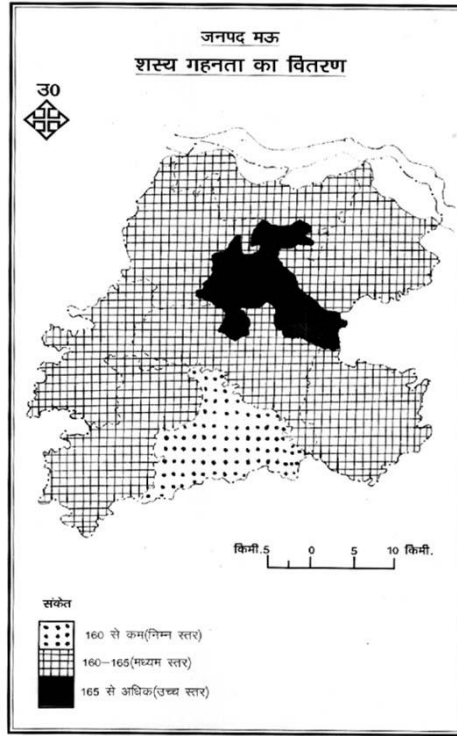 जनपद मऊ
शस्य गहनता का वितरण
उ0
किमी.5 0 5 10 किमी.
संकेत
160 से कम(निम्न स्तर)
160–165(मध्यम स्तर)
165 से अधिक(उच्च स्तर)